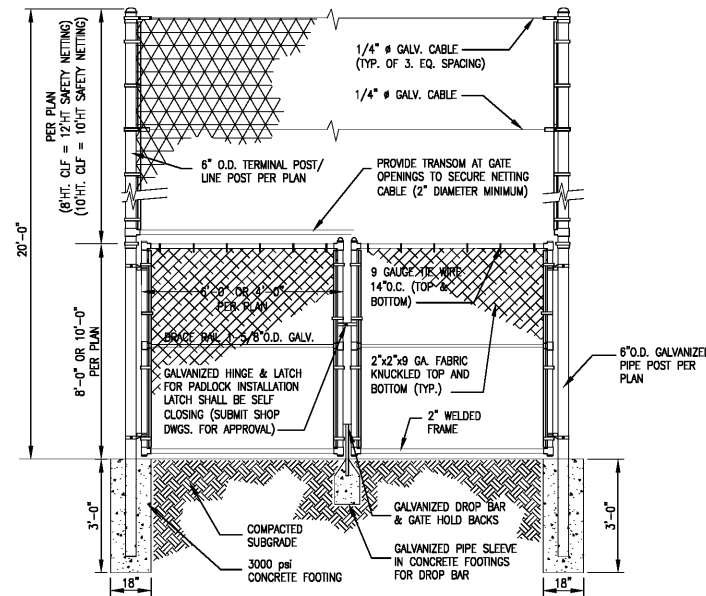 1/4" ø GALV. CABLE
(TYP. OF 3. EQ. SPACING)
1/4" ø GALV. CABLE
PER PLAN
(8'HT. CLF = 12'HT SAFETY NETTING)
(10'HT. CLF = 10'HT SAFETY NETTING)
6" O.D. TERMINAL POST/
LINE POST PER PLAN
PROVIDE TRANSOM AT GATE
OPENINGS TO SECURE NETTING
CABLE (2" DIAMETER MINIMUM)
20'-0"
8'-0" OR 10'-0"
PER PLAN
6'-0" OR 4'-0"
PER PLAN
9 GAUGE TIE WIRE
14"O.C. (TOP &
BOTTOM)
BRACE RAIL 1-5/8"O.D. GALV.
GALVANIZED HINGE & LATCH
FOR PADLOCK INSTALLATION
LATCH SHALL BE SELF
CLOSING (SUBMIT SHOP
DWGS. FOR APPROVAL)
2"x2"x9 GA. FABRIC
KNUCKLED TOP AND
BOTTOM (TYP.)
6"O.D. GALVANIZED
PIPE POST PER
PLAN
2" WELDED
FRAME
3'-0"
COMPACTED
SUBGRADE
3000 psi
CONCRETE FOOTING
GALVANIZED DROP BAR
& GATE HOLD BACKS
GALVANIZED PIPE SLEEVE
IN CONCRETE FOOTINGS
FOR DROP BAR
3'-0"
18"
18"